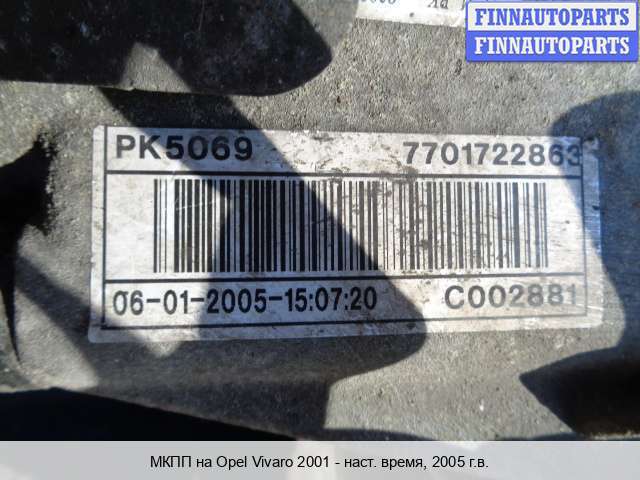 FINNAUTOPARTS
FINNAUTOPARTS
PK5069 7701722863
06-01-2005-15:07:20 C002881
МКПП на Opel Vivaro 2001 - наст. время, 2005 г.в.